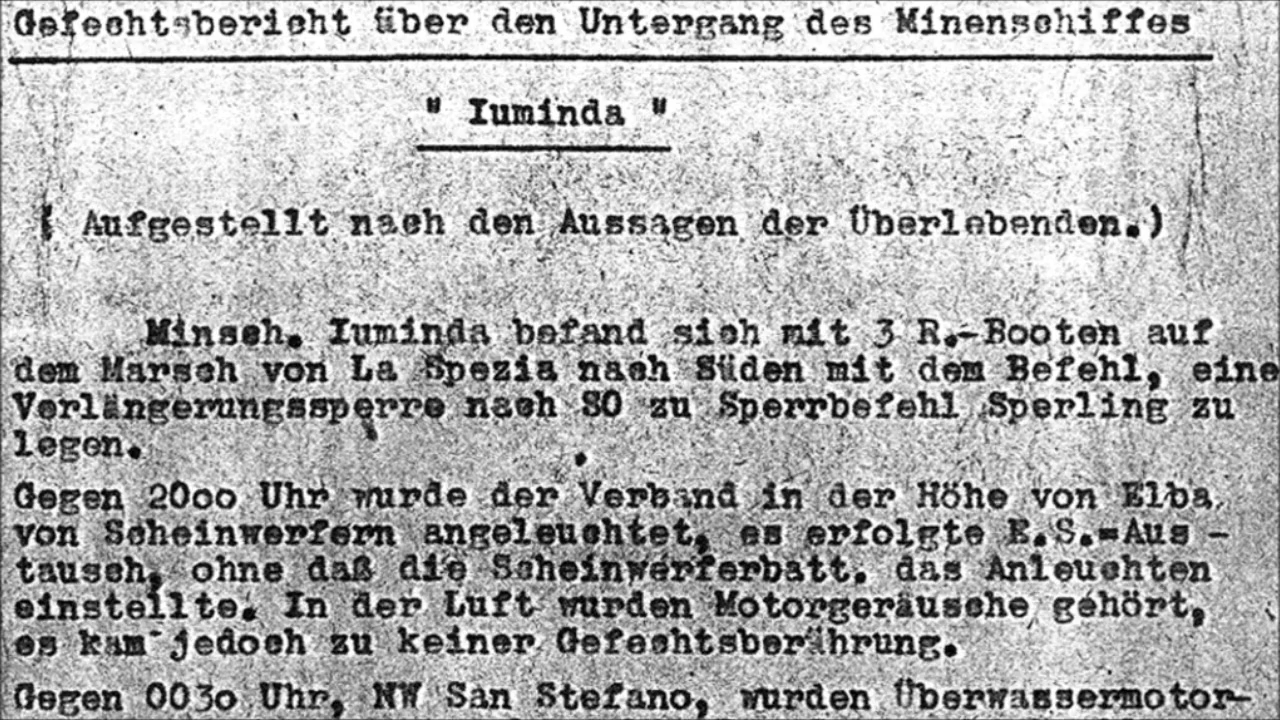 Gefechtsbericht über den Untergang des Minenschiffes
" Iuminda "
( Aufgestellt nach den Aussagen der Überlebenden.)
Minsch. Iuminda befand sich mit 3 R.-Booten auf
dem Marsch von La Spezia nach Süden mit dem Befehl, eine
Verlängerungssperre nach SO zu Sperrbefehl Sperling zu
legen.
Gegen 20oo Uhr wurde der Verband in der Höhe von Elba
von Scheinwerfern angeleuchtet, es erfolgte E.S.=Aus -
tausch, ohne daß die Scheinwerferbatt. das Anleuchten
einstellte. In der Luft wurden Motorgeräusche gehört,
es kam jedoch zu keiner Gefechtsberührung.
Gegen 003o Uhr, NW San Stefano, wurden Überwassermotor-